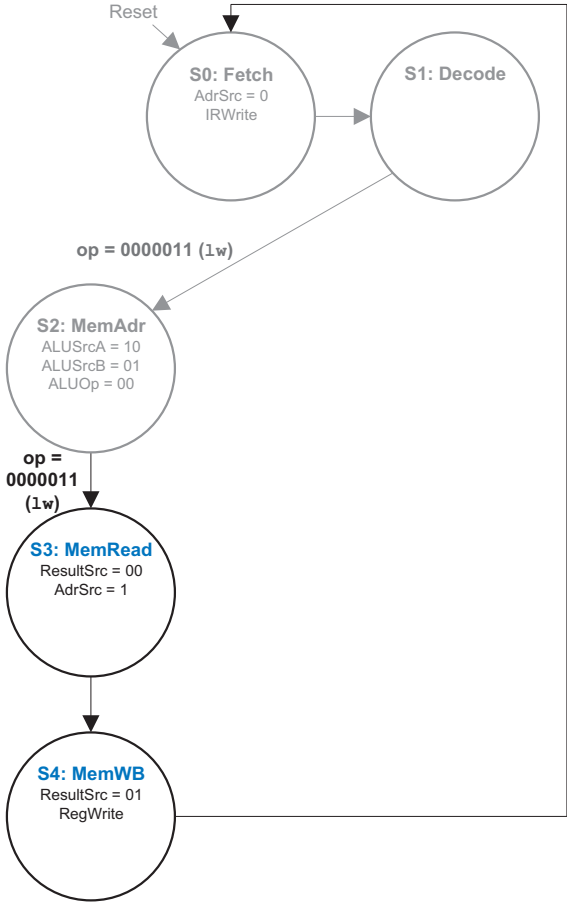 Reset
S0: Fetch
AdrSrc = 0
IRWrite
S1: Decode
op = 0000011 (lw)
S2: MemAdr
ALUSrcA = 10
ALUSrcB = 01
ALUOp = 00
op =
0000011
(lw)
S3: MemRead
ResultSrc = 00
AdrSrc = 1
S4: MemWB
ResultSrc = 01
RegWrite